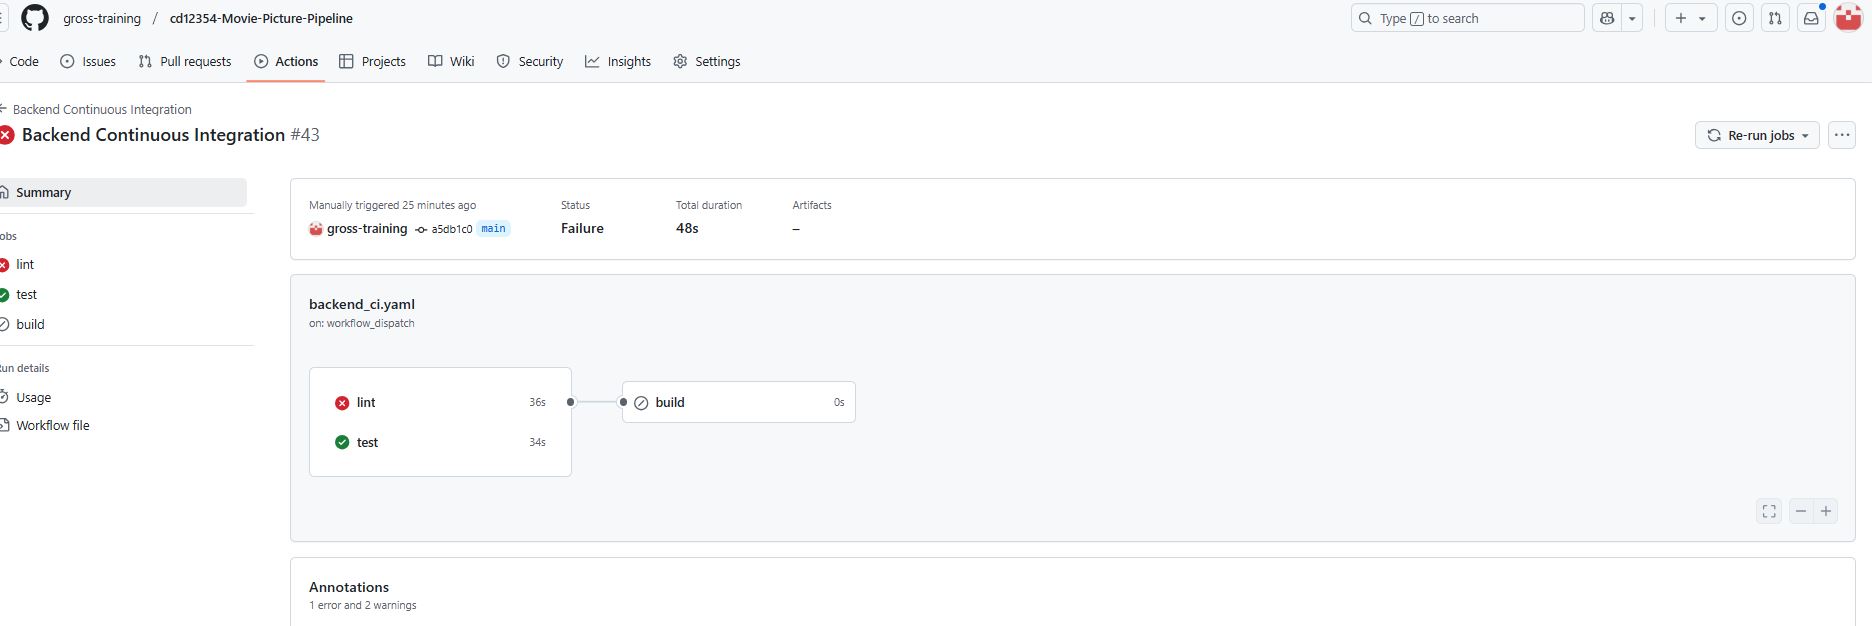 gross-training / cd12354-Movie-Picture-Pipeline
Type / to search
Code Issues Pull requests Actions Projects Wiki Security Insights Settings
Backend Continuous Integration
Backend Continuous Integration #43
Re-run jobs
Summary
obs
lint
test
build
un details
Usage
Workflow file
Manually triggered 25 minutes ago
gross-training a5db1c0 main
Status
Failure
Total duration
48s
Artifacts
–
backend_ci.yaml
on: workflow_dispatch
lint 36s
test 34s
build 0s
Annotations
1 error and 2 warnings